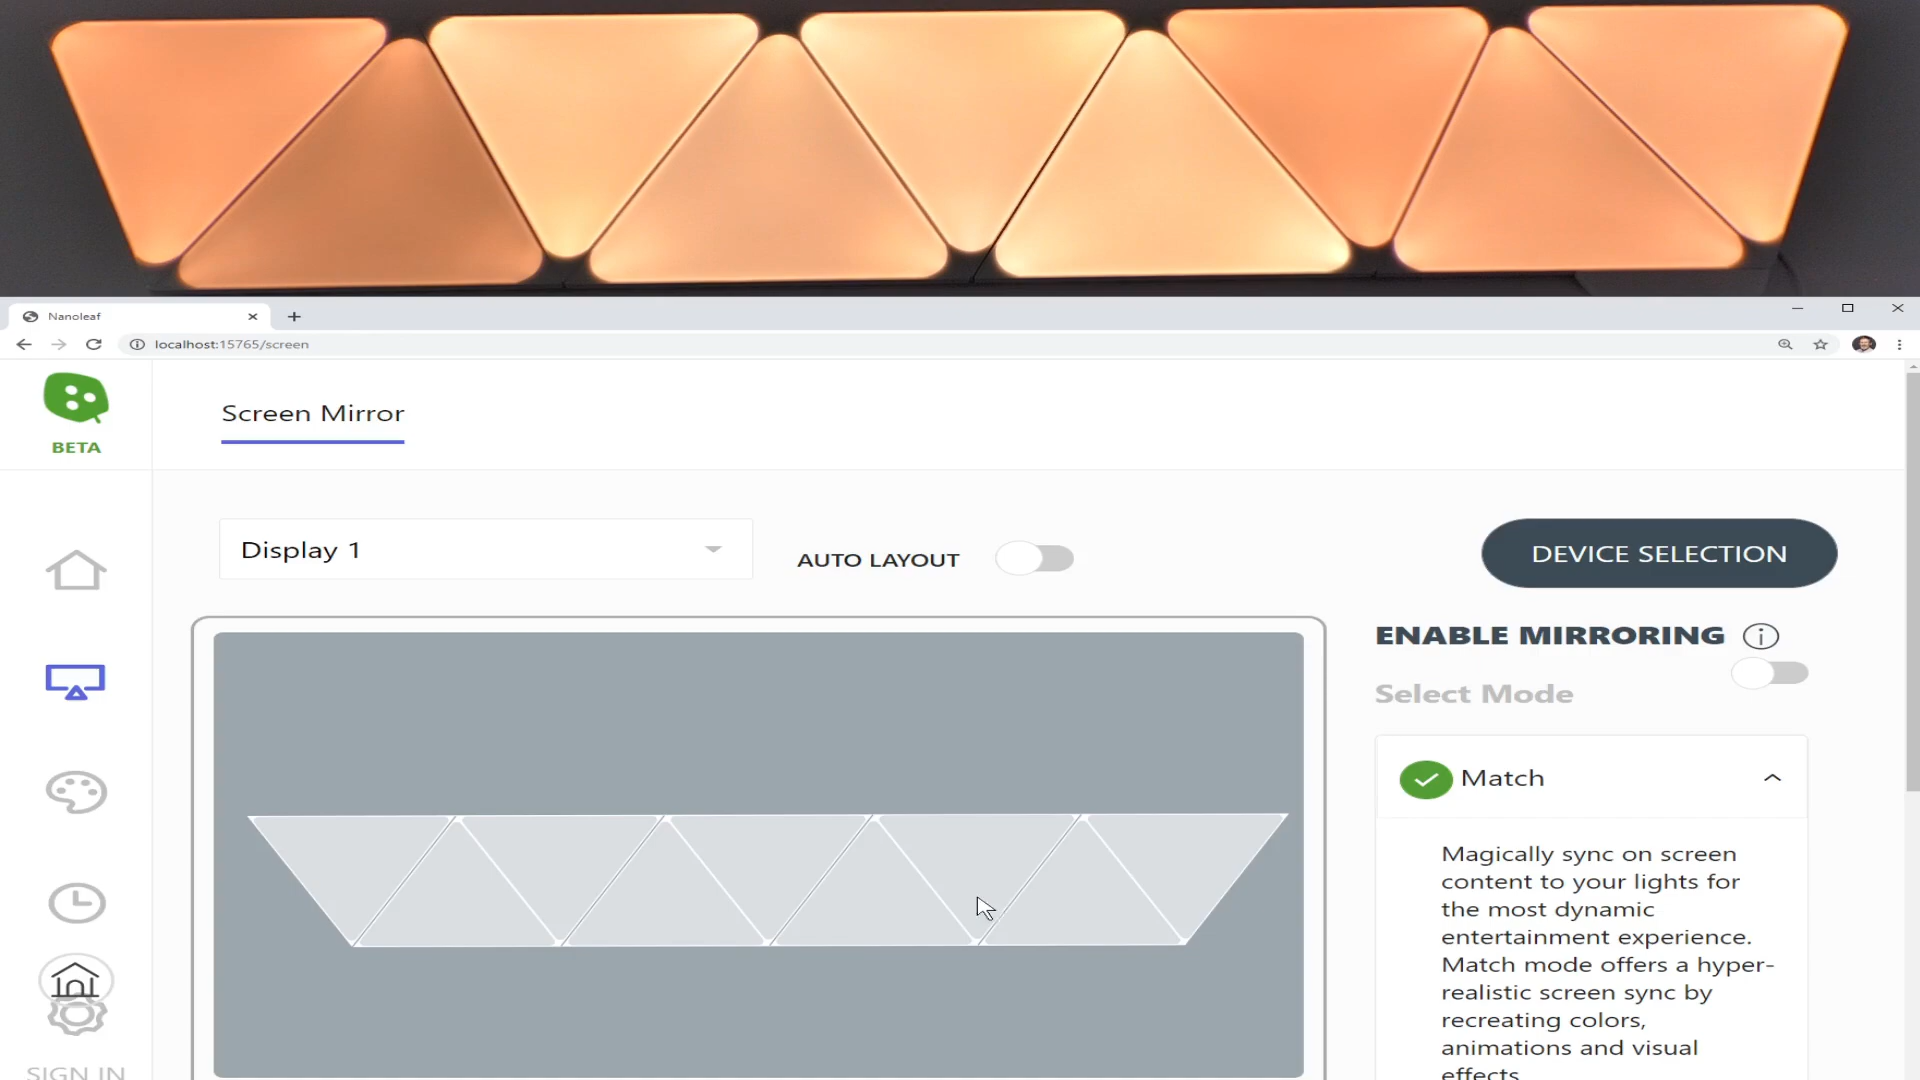 Nanoleaf
localhost:15765/screen
BETA
Screen Mirror
Display 1
AUTO LAYOUT
DEVICE SELECTION
ENABLE MIRRORING
Select Mode
Match
Magically sync on screen
content to your lights for
the most dynamic
entertainment experience.
Match mode offers a hyper-
realistic screen sync by
recreating colors,
animations and visual
effects
SIGN IN